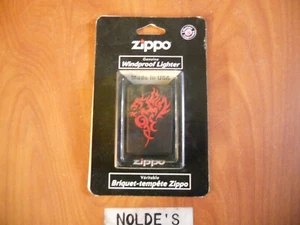 zippo
Genuine
Windproof Lighter
Made in USA
zippo
Véritable
Briquet-tempête Zippo
NOLDE'S